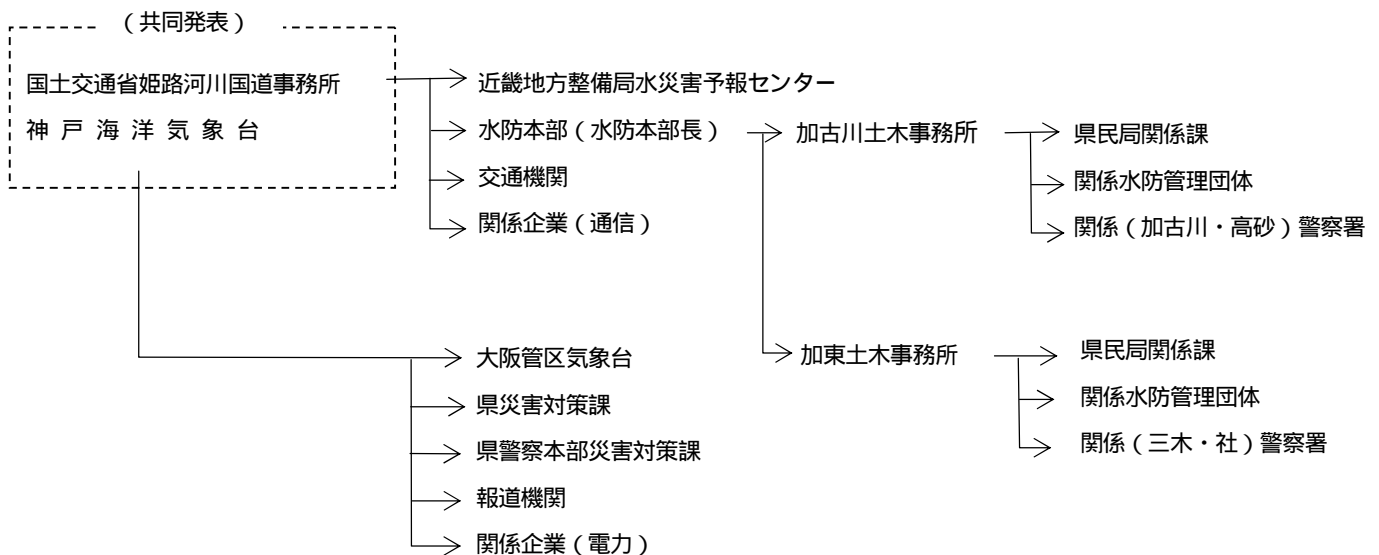 （共同発表）
国土交通省姫路河川国道事務所
神戸海洋気象台
近畿地方整備局水災害予報センター
水防本部（水防本部長）
交通機関
関係企業（通信）
加古川土木事務所
県民局関係課
関係水防管理団体
関係（加古川・高砂）警察署
加東土木事務所
県民局関係課
関係水防管理団体
関係（三木・社）警察署
大阪管区気象台
県災害対策課
県警察本部災害対策課
報道機関
関係企業（電力）